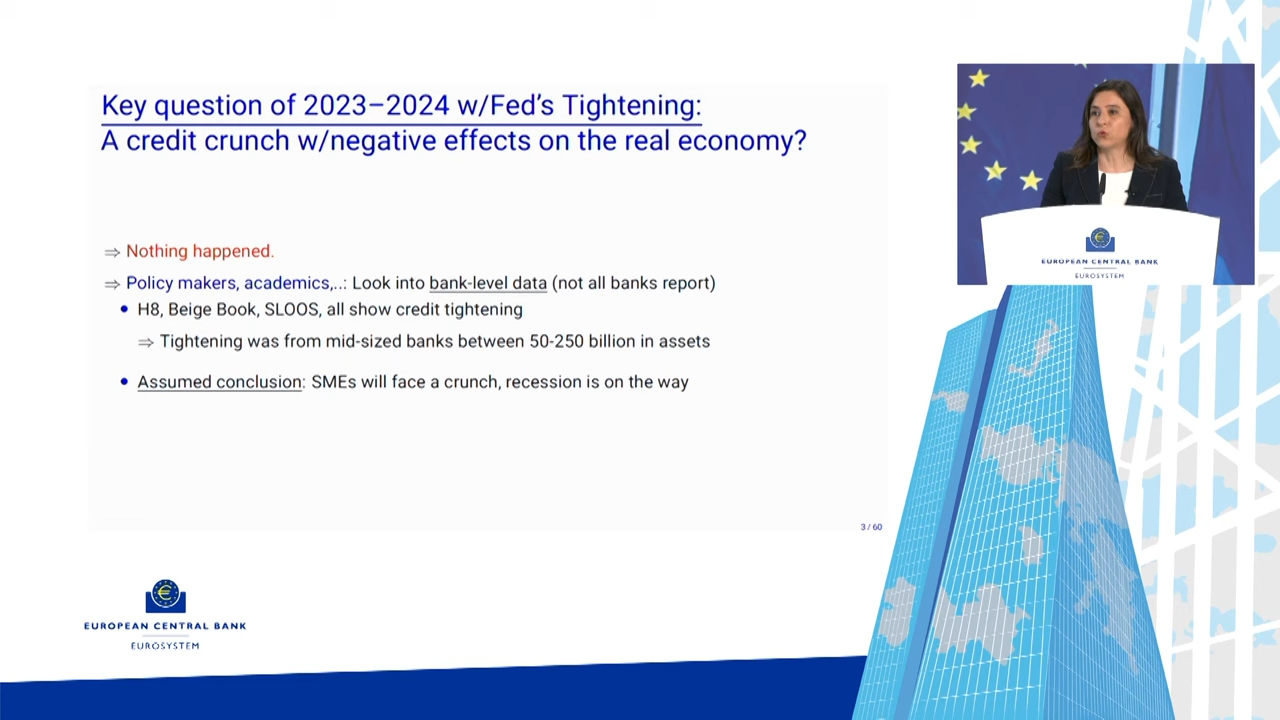 Key question of 2023–2024 w/Fed's Tightening:
A credit crunch w/negative effects on the real economy?
⇒ Nothing happened.
⇒ Policy makers, academics,..: Look into bank-level data (not all banks report)
• H8, Beige Book, SLOOS, all show credit tightening
⇒ Tightening was from mid-sized banks between 50-250 billion in assets
• Assumed conclusion: SMEs will face a crunch, recession is on the way
3 / 60
EUROPEAN CENTRAL BANK
EUROSYSTEM
EUROPEAN CENTRAL BANK
EUROSYSTEM